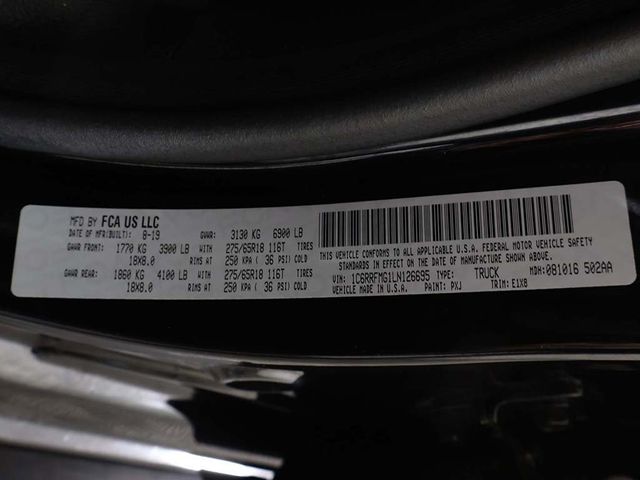 MFD BY FCA US LLC
DATE OF MFR(BUILT): 8-19 GVWR: 3130 KG 6900 LB
GAWR FRONT: 1770 KG 3900 LB WITH 275/65R18 116T TIRES
18X8.0 RIMS AT 250 KPA ( 36 PSI) COLD
GAWR REAR: 1860 KG 4100 LB WITH 275/65R18 116T TIRES
18X8.0 RIMS AT 250 KPA ( 36 PSI) COLD
THIS VEHICLE CONFORMS TO ALL APPLICABLE U.S.A. FEDERAL MOTOR VEHICLE SAFETY
STANDARDS IN EFFECT ON THE DATE OF MANUFACTURE SHOWN ABOVE.
VIN: 1C6RRFMG1LN126695 TYPE: TRUCK MDH: 081016 502AA
VEHICLE MADE IN U.S.A. PAINT: PXJ TRIM: E1X8